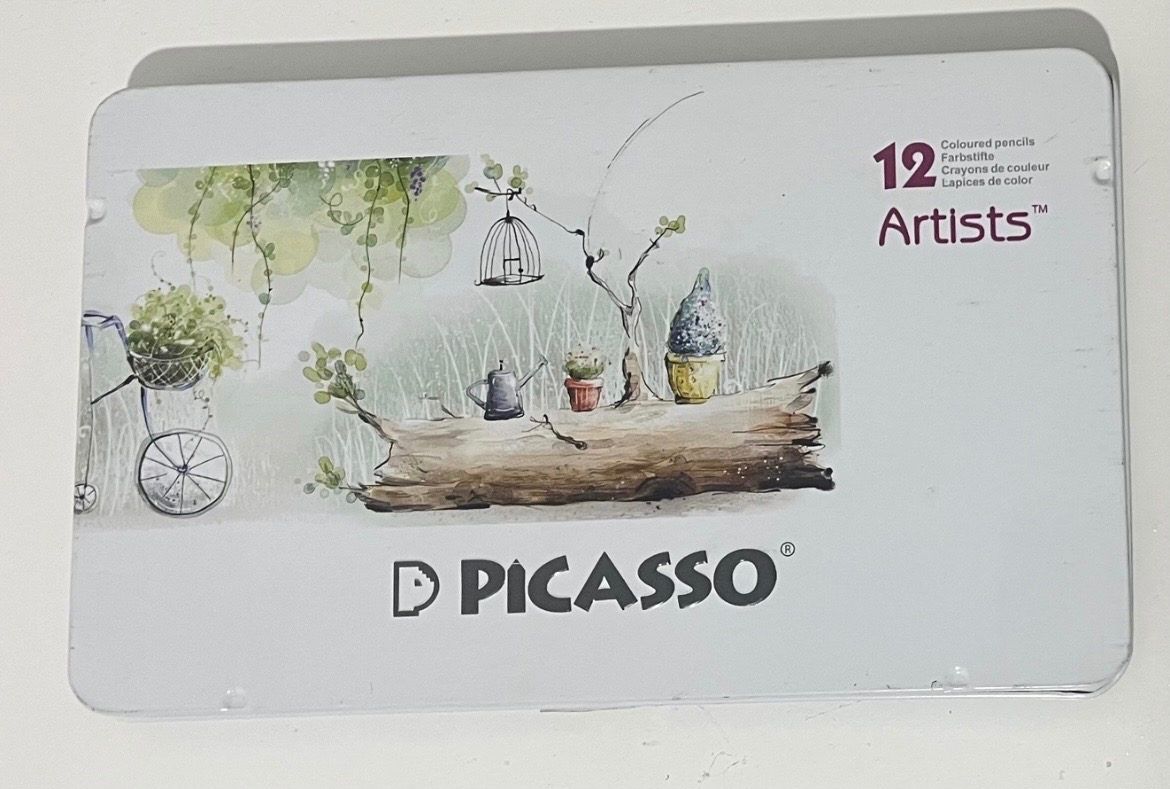 12
Coloured pencils
Farbstifte
Crayons de couleur
Lapices de color
Artists™
PICASSO®